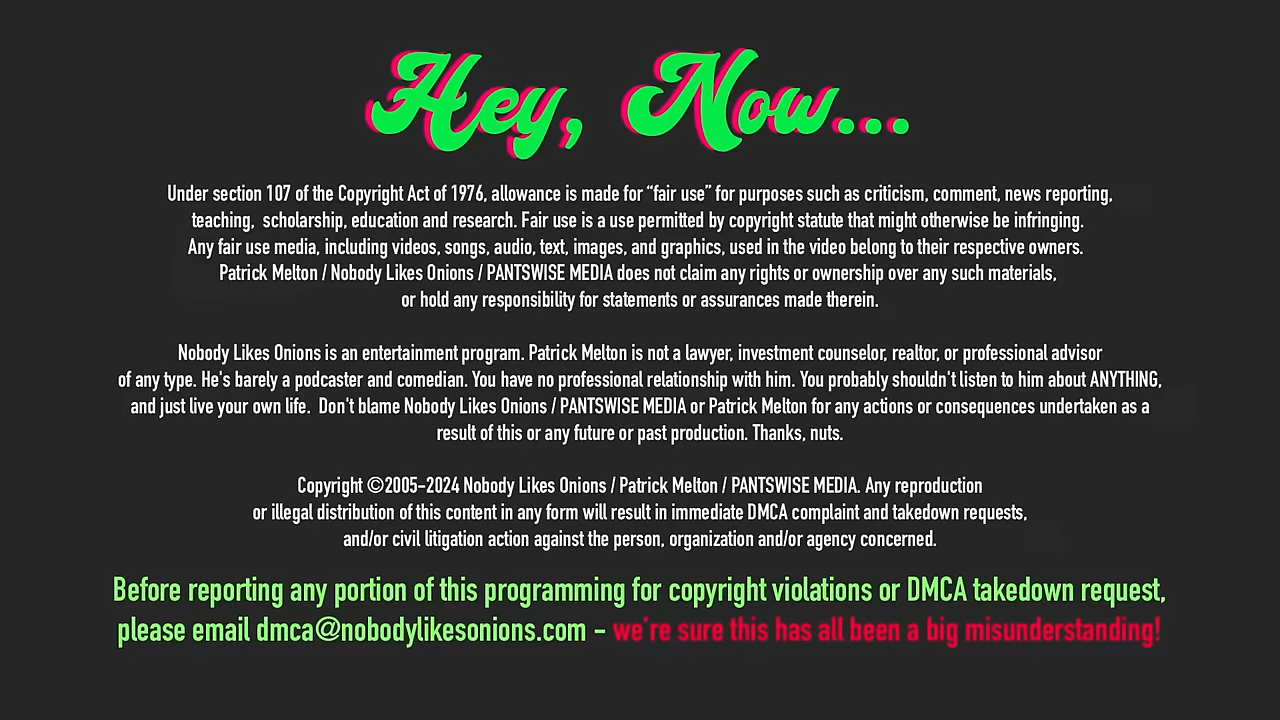 Hey, Now...
Under section 107 of the Copyright Act of 1976, allowance is made for “fair use” for purposes such as criticism, comment, news reporting,
teaching,  scholarship, education and research. Fair use is a use permitted by copyright statute that might otherwise be infringing.
Any fair use media, including videos, songs, audio, text, images, and graphics, used in the video belong to their respective owners.
Patrick Melton / Nobody Likes Onions / PANTSWISE MEDIA does not claim any rights or ownership over any such materials,
or hold any responsibility for statements or assurances made therein.
Nobody Likes Onions is an entertainment program. Patrick Melton is not a lawyer, investment counselor, realtor, or professional advisor
of any type. He's barely a podcaster and comedian. You have no professional relationship with him. You probably shouldn't listen to him about ANYTHING,
and just live your own life.  Don't blame Nobody Likes Onions / PANTSWISE MEDIA or Patrick Melton for any actions or consequences undertaken as a
result of this or any future or past production. Thanks, nuts.
Copyright ©2005-2024 Nobody Likes Onions / Patrick Melton / PANTSWISE MEDIA. Any reproduction
or illegal distribution of this content in any form will result in immediate DMCA complaint and takedown requests,
and/or civil litigation action against the person, organization and/or agency concerned.
Before reporting any portion of this programming for copyright violations or DMCA takedown request,
please email dmca@nobodylikesonions.com - we're sure this has all been a big misunderstanding!